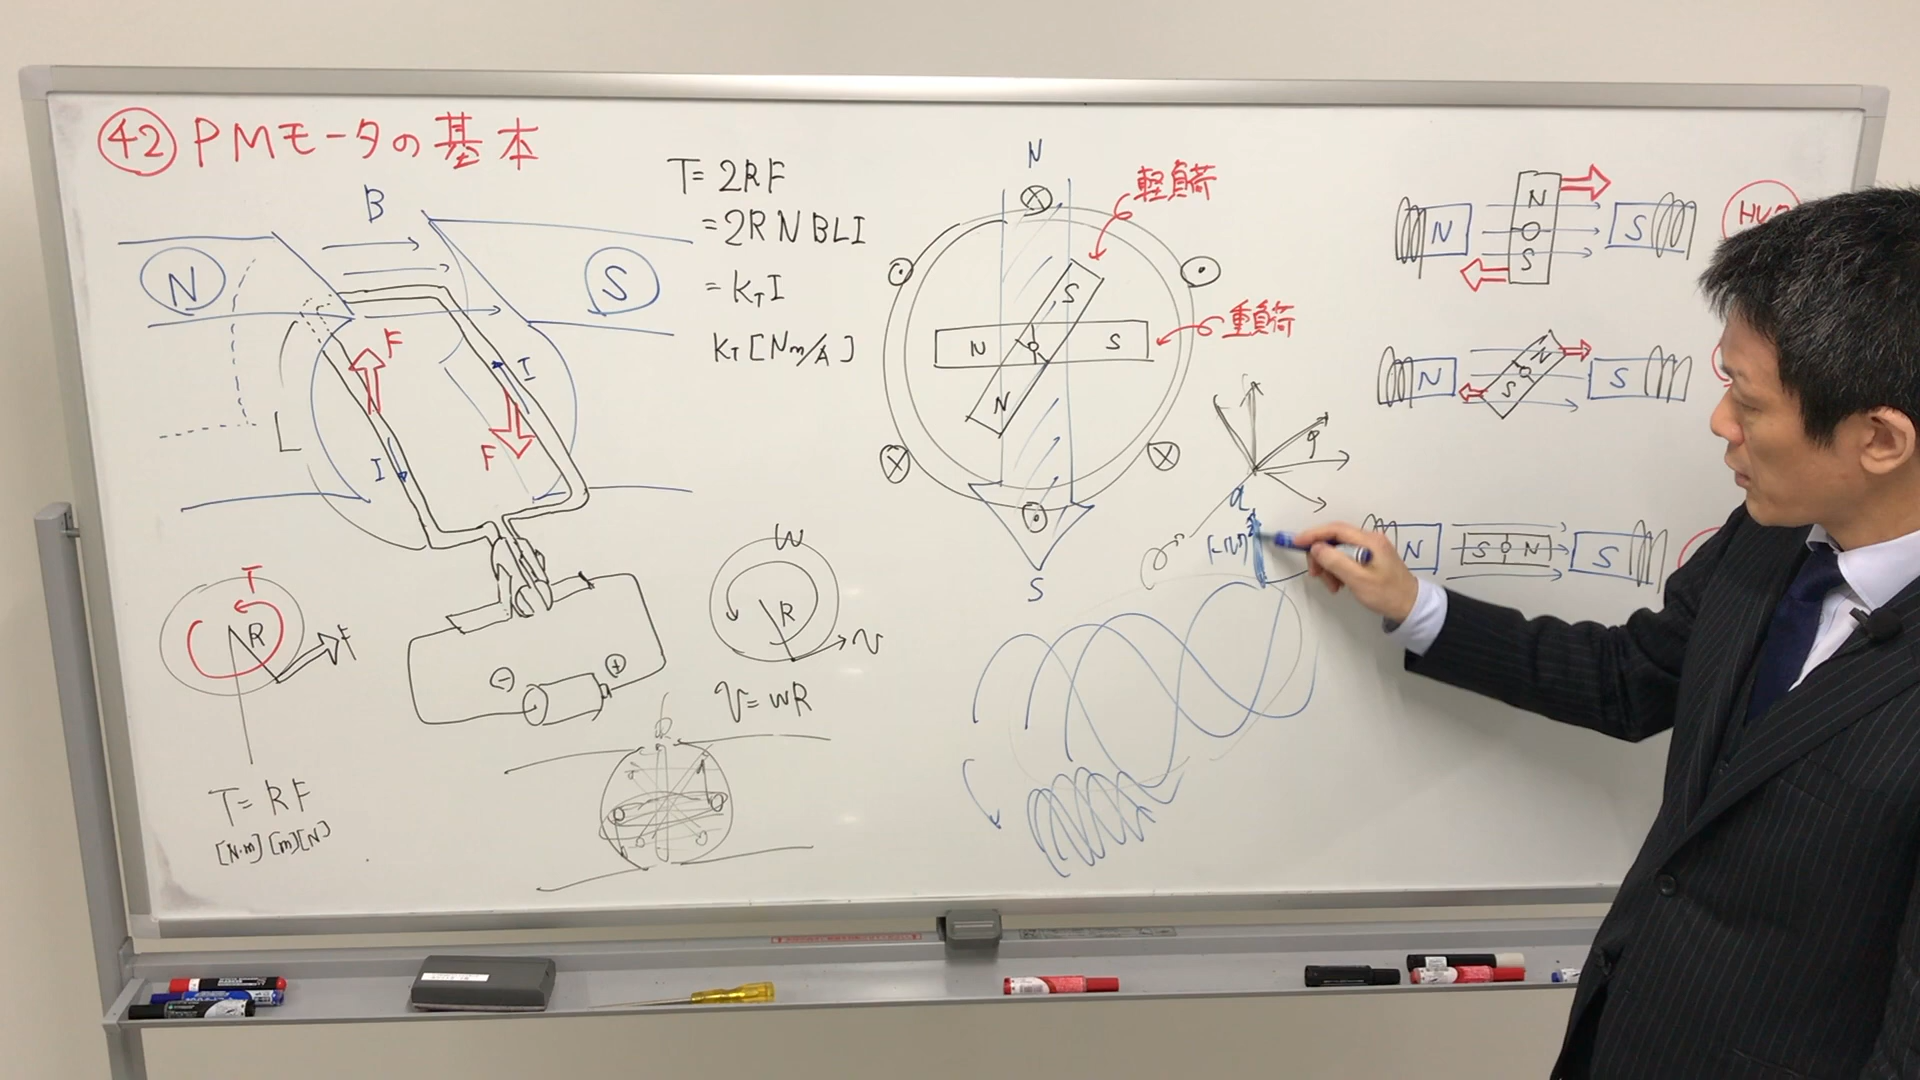 ㊷ PMモータの基本
B
N
S
F
I
F
I
L
T=2RF
=2RNBLI
=KTI
KT[Nm/A]
T
R
F
T=RF
[N·m][m][N]
⊖
⊕
W
R
v
v=wR
N
軽負荷
重負荷
S
N
S
N
S
q
d
N
N
S
S
N
N
S
S
N
S
N
S